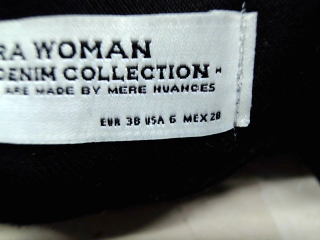 RA WOMAN
DENIM COLLECTION -
ARE MADE BY MERE NUANCES
EUR 38 USA 6 MEX 28